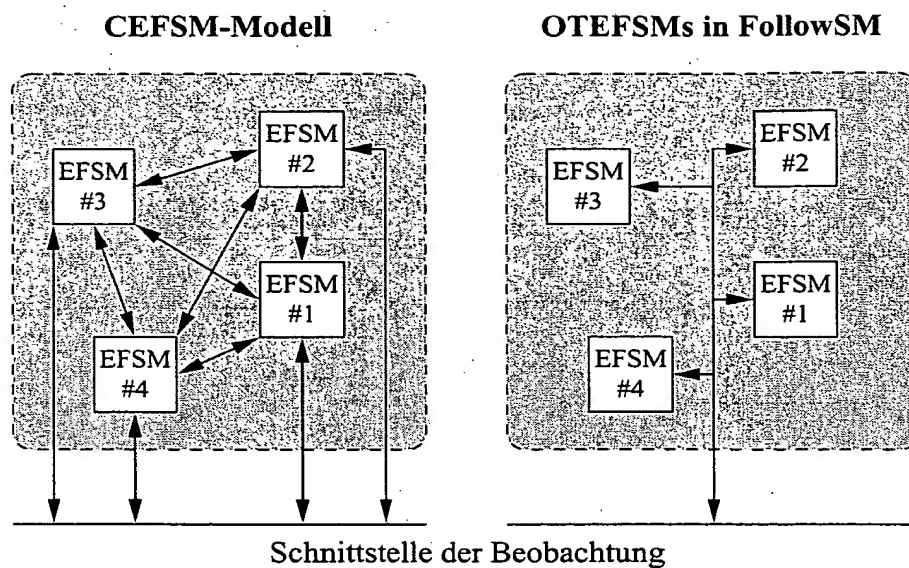 CEFSM-Modell
EFSM
#3
EFSM
#2
EFSM
#1
EFSM
#4
OTEFSMs in FollowSM
EFSM
#3
EFSM
#2
EFSM
#1
EFSM
#4
Schnittstelle der Beobachtung